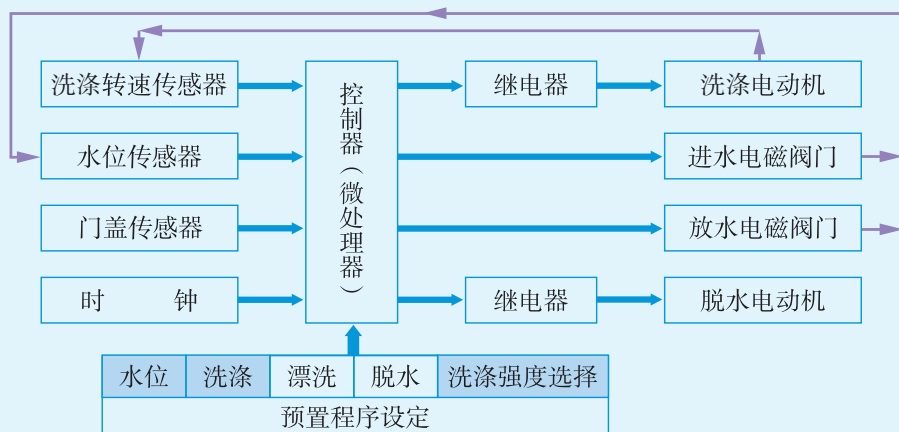 洗涤转速传感器
继电器
洗涤电动机
水位传感器
控制器（微处理器）
进水电磁阀门
门盖传感器
放水电磁阀门
时 钟
继电器
脱水电动机
水位 洗涤 漂洗 脱水 洗涤强度选择
预置程序设定